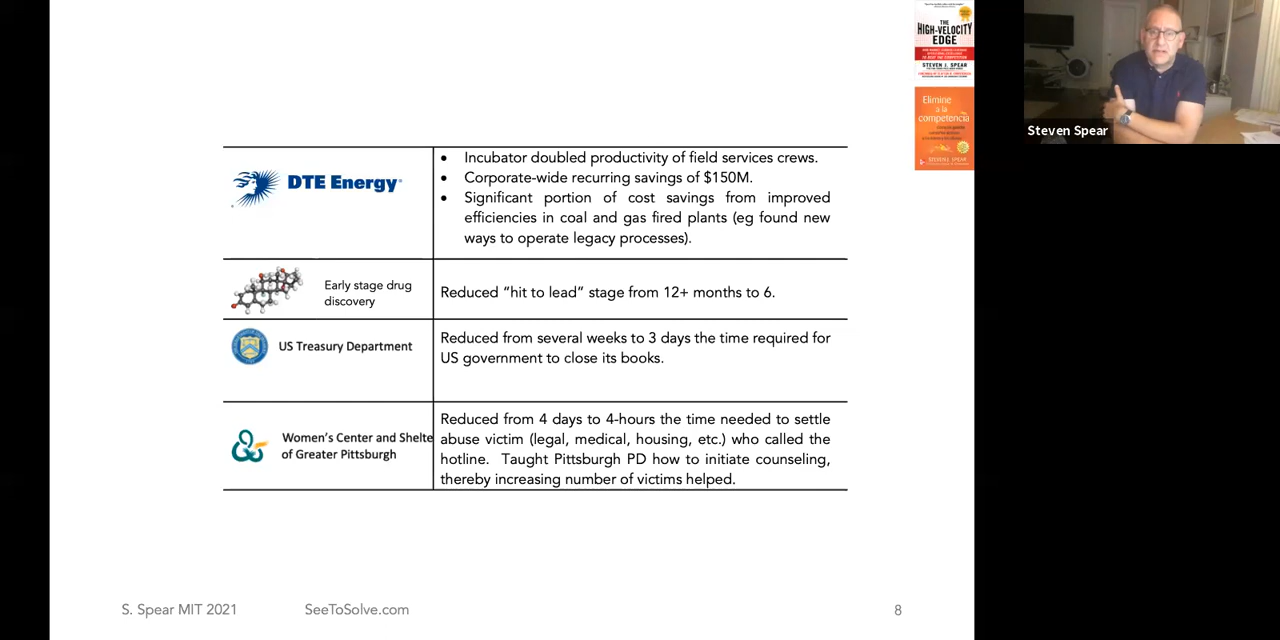 THE
HIGH-VELOCITY
EDGE
STEVEN J. SPEAR
Elimine
a la
competencia
STEVEN J. SPEAR
Steven Spear
DTE Energy®
• Incubator doubled productivity of field services crews.
• Corporate-wide recurring savings of $150M.
• Significant portion of cost savings from improved
efficiencies in coal and gas fired plants (eg found new
ways to operate legacy processes).
Early stage drug
discovery
Reduced “hit to lead” stage from 12+ months to 6.
US Treasury Department
Reduced from several weeks to 3 days the time required for
US government to close its books.
Women's Center and Shelte
of Greater Pittsburgh
Reduced from 4 days to 4-hours the time needed to settle
abuse victim (legal, medical, housing, etc.) who called the
hotline. Taught Pittsburgh PD how to initiate counseling,
thereby increasing number of victims helped.
S. Spear MIT 2021
SeeToSolve.com
8